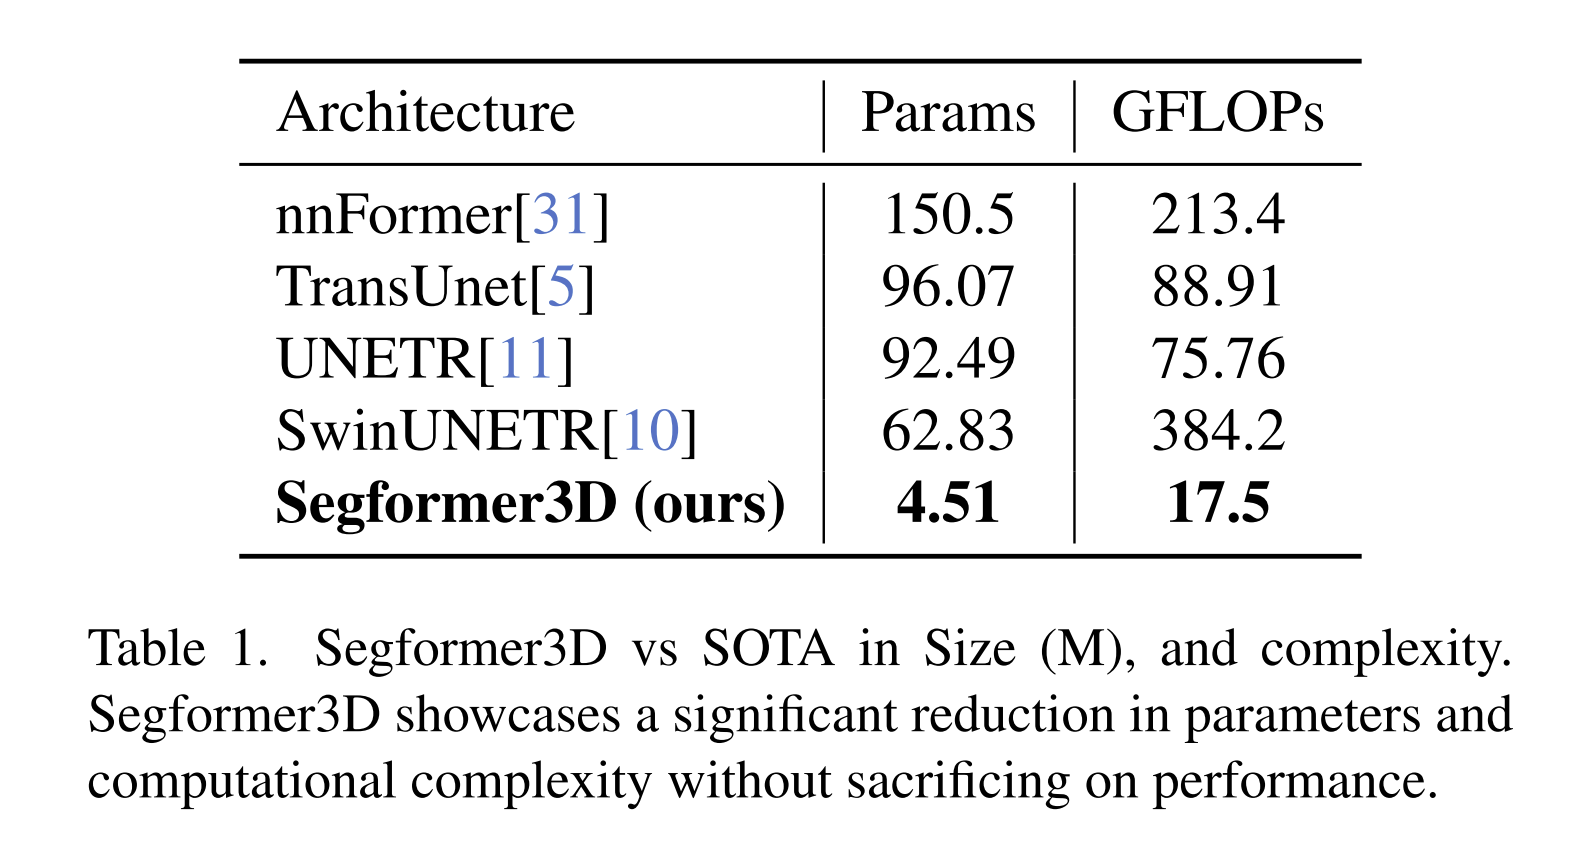 Architecture Params GFLOPs
nnFormer[31] 150.5 213.4
TransUnet[5] 96.07 88.91
UNETR[11] 92.49 75.76
SwinUNETR[10] 62.83 384.2
Segformer3D (ours) 4.51 17.5
Table 1. Segformer3D vs SOTA in Size (M), and complexity.
Segformer3D showcases a significant reduction in parameters and
computational complexity without sacrificing on performance.